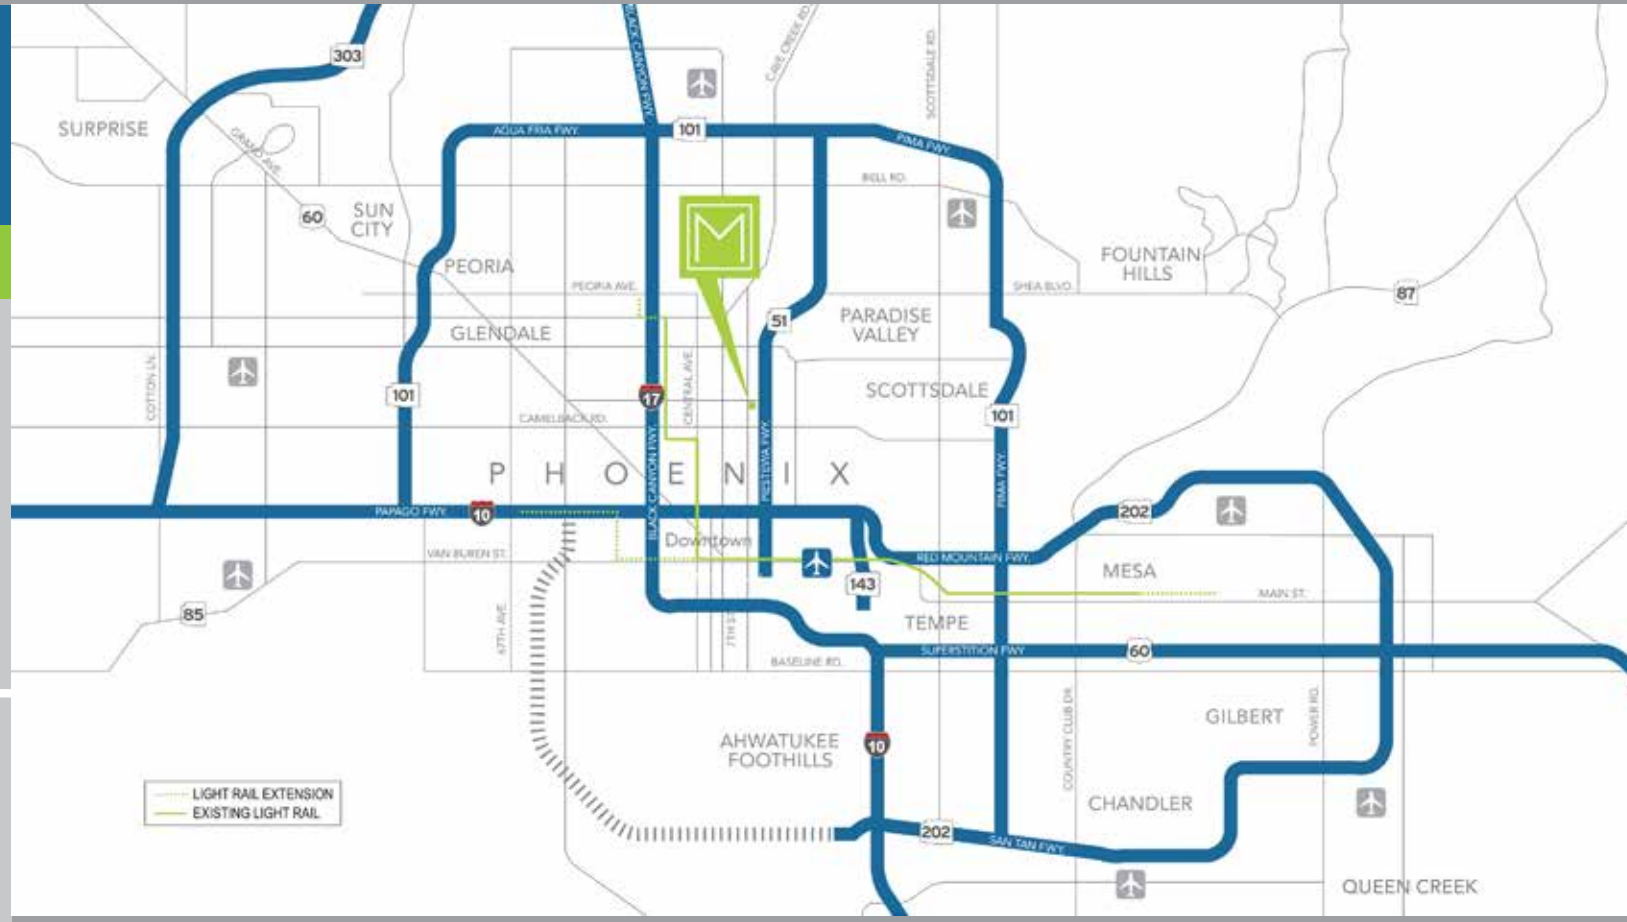 BLACK CANYON FWY.
CAVE CREEK RD.
SCOTTSDALE RD.
303
SURPRISE
GRAND AVE.
AGUA FRIA FWY.
101
PIMA FWY.
BELL RD.
60
SUN
CITY
M
PEORIA
FOUNTAIN
HILLS
PEORIA AVE.
SHEA BLVD.
87
GLENDALE
51
PARADISE
VALLEY
COTTON LN.
101
17
CENTRAL AVE.
SCOTTSDALE
101
CAMELBACK RD.
BLACK CANYON FWY.
PIESTEWA FWY.
PIMA FWY.
PHOENIX
PAPAGO FWY.
10
202
Downtown
VAN BUREN ST.
RED MOUNTAIN FWY.
143
MESA
MAIN ST.
85
67TH AVE.
7TH ST.
TEMPE
BASELINE RD.
SUPERSTITION FWY
60
AHWATUKEE
FOOTHILLS
10
COUNTRY CLUB DR.
GILBERT
POWER RD.
LIGHT RAIL EXTENSION
EXISTING LIGHT RAIL
CHANDLER
202
SAN TAN FWY.
QUEEN CREEK